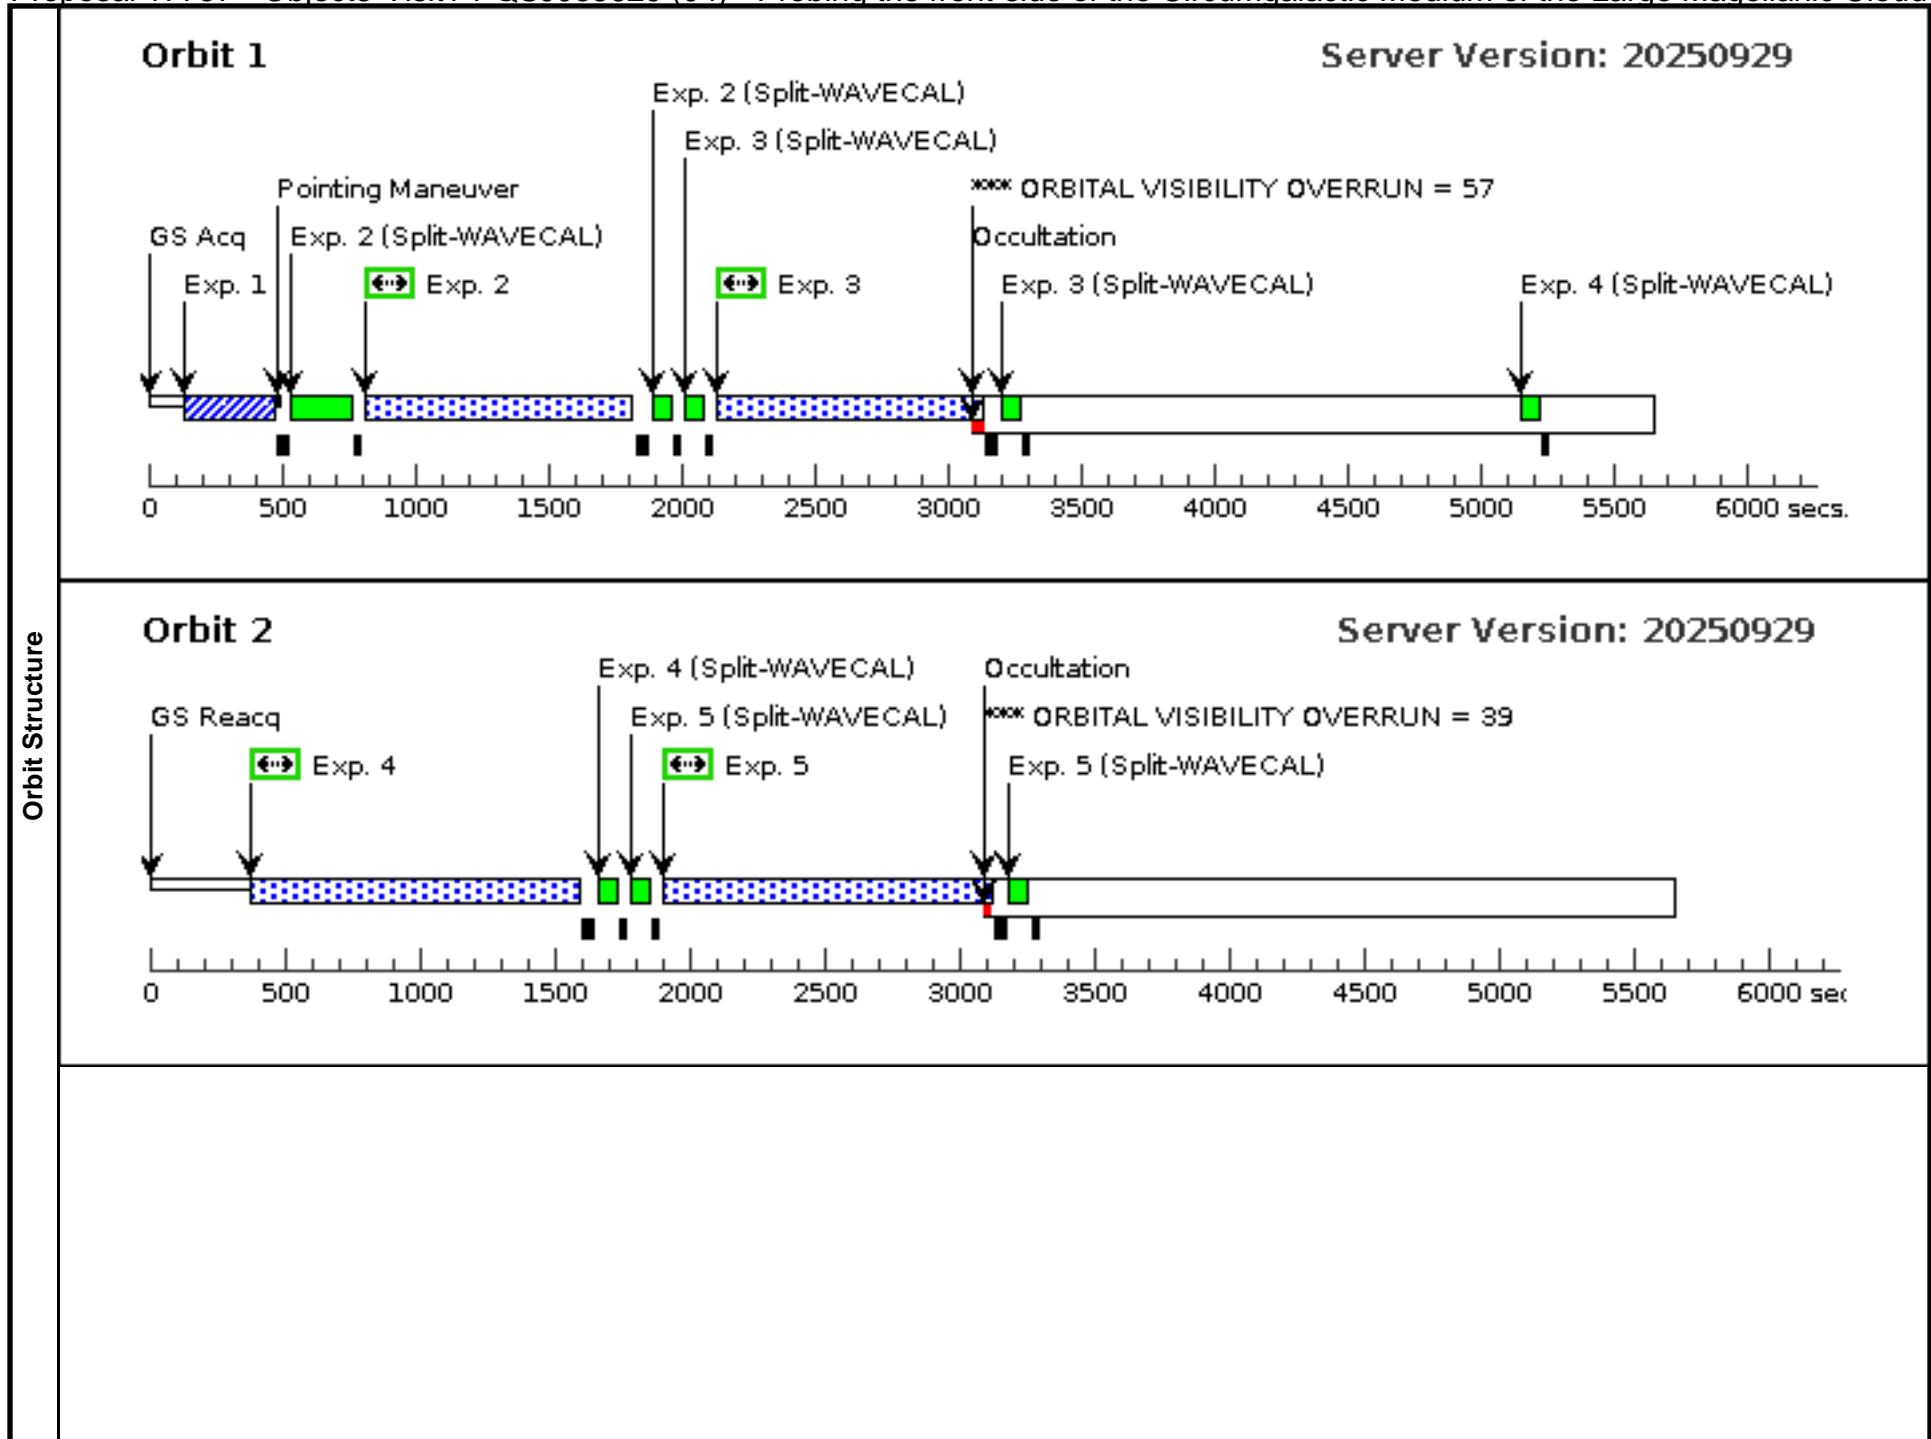 Orbit Structure
Orbit 1
Server Version: 20250929
Exp. 2 (Split-WAVECAL)
Exp. 3 (Split-WAVECAL)
Pointing Maneuver
*** ORBITAL VISIBILITY OVERRUN = 57
GS Acq
Exp. 2 (Split-WAVECAL)
Occultation
Exp. 1
Exp. 2
Exp. 3
Exp. 3 (Split-WAVECAL)
Exp. 4 (Split-WAVECAL)
0 500 1000 1500 2000 2500 3000 3500 4000 4500 5000 5500 6000 secs.
Orbit 2
Server Version: 20250929
Exp. 4 (Split-WAVECAL)
Occultation
GS Reacq
Exp. 5 (Split-WAVECAL)
*** ORBITAL VISIBILITY OVERRUN = 39
Exp. 4
Exp. 5
Exp. 5 (Split-WAVECAL)
0 500 1000 1500 2000 2500 3000 3500 4000 4500 5000 5500 6000 sec